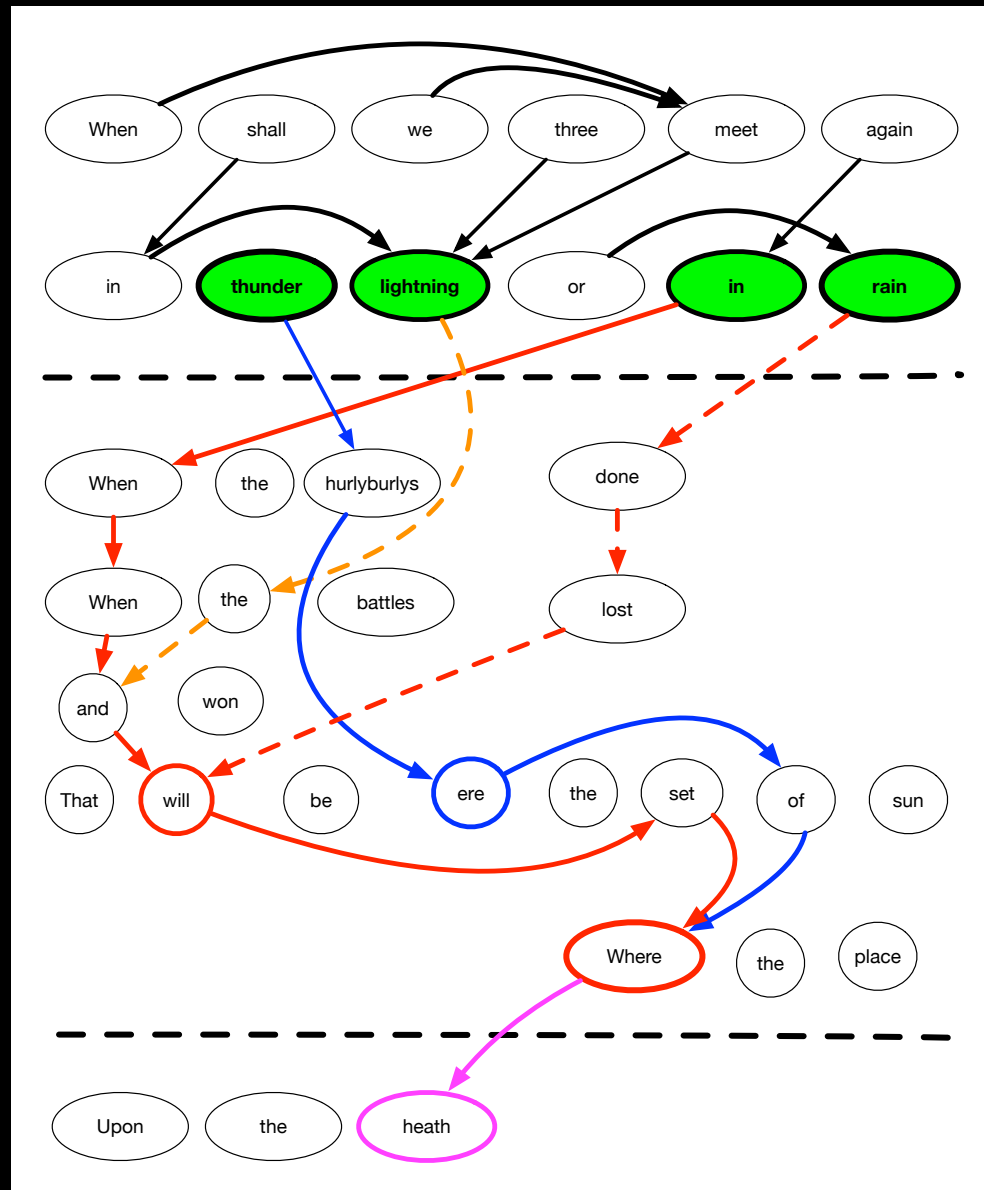 When shall we three meet again
in thunder lightning or in rain
When the hurlyburlys done
When the battles lost
and won
That will be ere the set of sun
Where the place
Upon the heath